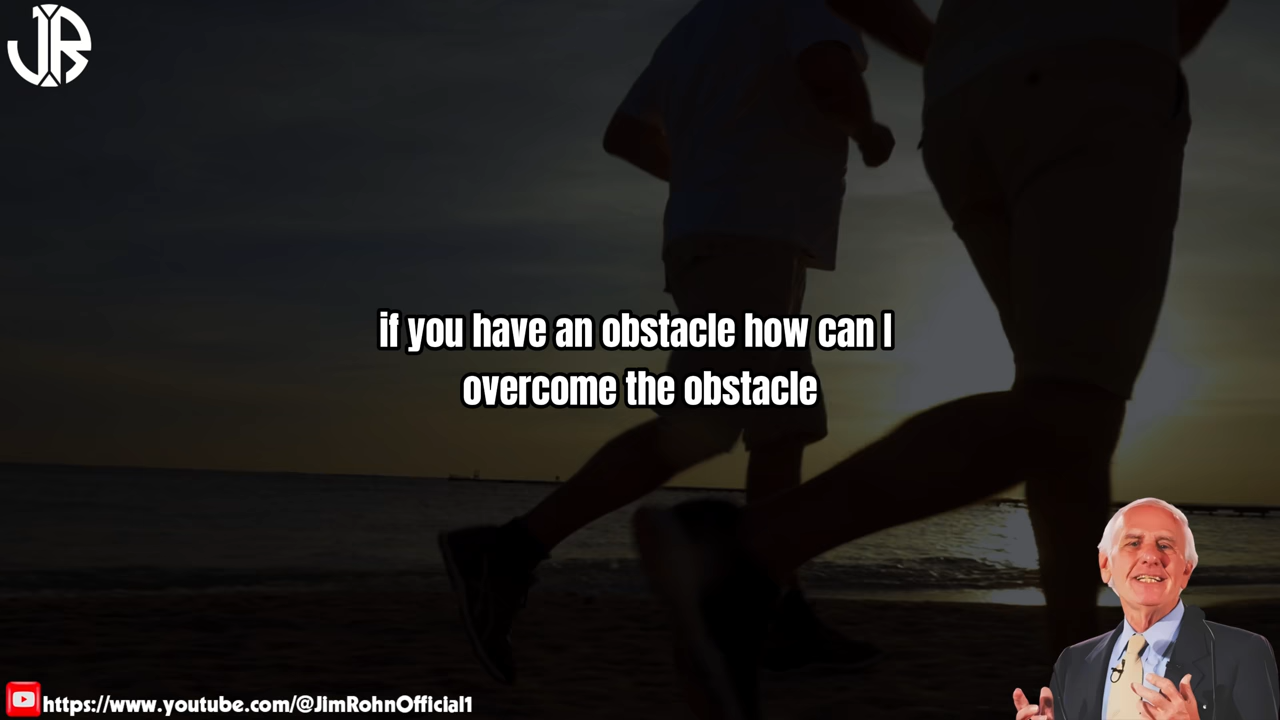 JR
if you have an obstacle how can I
overcome the obstacle
https://www.youtube.com/@JimRohnOfficial1